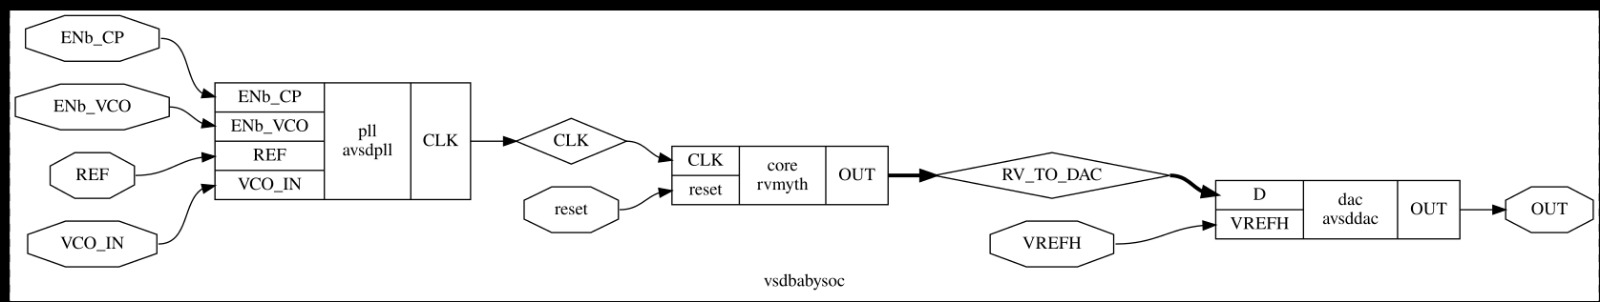 ENb_CP
ENb_VCO
REF
VCO_IN
ENb_CP
ENb_VCO
REF
VCO_IN
pll
avsdpll
CLK
CLK
reset
CLK
reset
core
rvmyth
OUT
RV_TO_DAC
VREFH
D
VREFH
dac
avsddac
OUT
OUT
vsdbabysoc